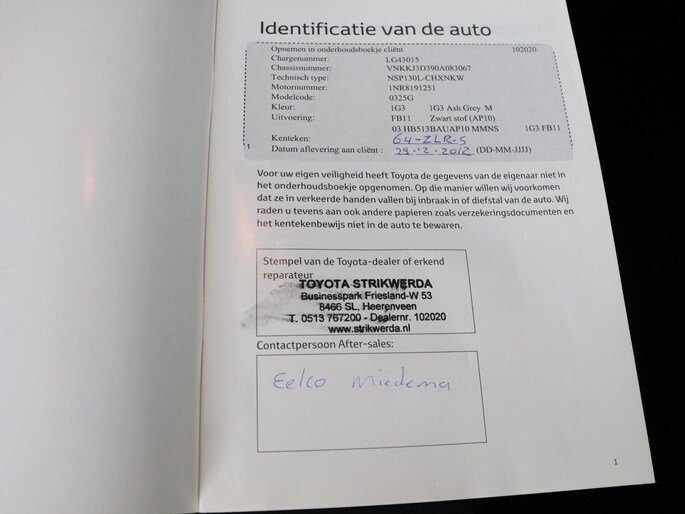 Identificatie van de auto
Opnemen in onderhoudsboekje cliënt 102020
Chargenummer: LG43015
Chassisnummer: VNKKJ3D390A083067
Technisch type: NSP130L-CHXNKW
Motornummer: 1NR8191251
Modelcode: 0325G
Kleur: 1G3 1G3 Ash Grey M
Uitvoering: FB11 Zwart stof (AP10)
03 HB513BAUAP10 MMNS 1G3 FB11
Kenteken: 64-ZLR-5
1 Datum aflevering aan cliënt : 29-12-2012 (DD-MM-JJJJ)
Voor uw eigen veiligheid heeft Toyota de gegevens van de eigenaar niet in
het onderhoudsboekje opgenomen. Op die manier willen wij voorkomen
dat ze in verkeerde handen vallen bij inbraak in of diefstal van de auto. Wij
raden u tevens aan ook andere papieren zoals verzekeringsdocumenten en
het kentekenbewijs niet in de auto te bewaren.
Stempel van de Toyota-dealer of erkend
reparateur
TOYOTA STRIKWERDA
Businesspark Friesland-W 53
8466 SL, Heerenveen
T. 0513 767200 - Dealernr. 102020
www.strikwerda.nl
Contactpersoon After-sales:
Eelco Miedema
1